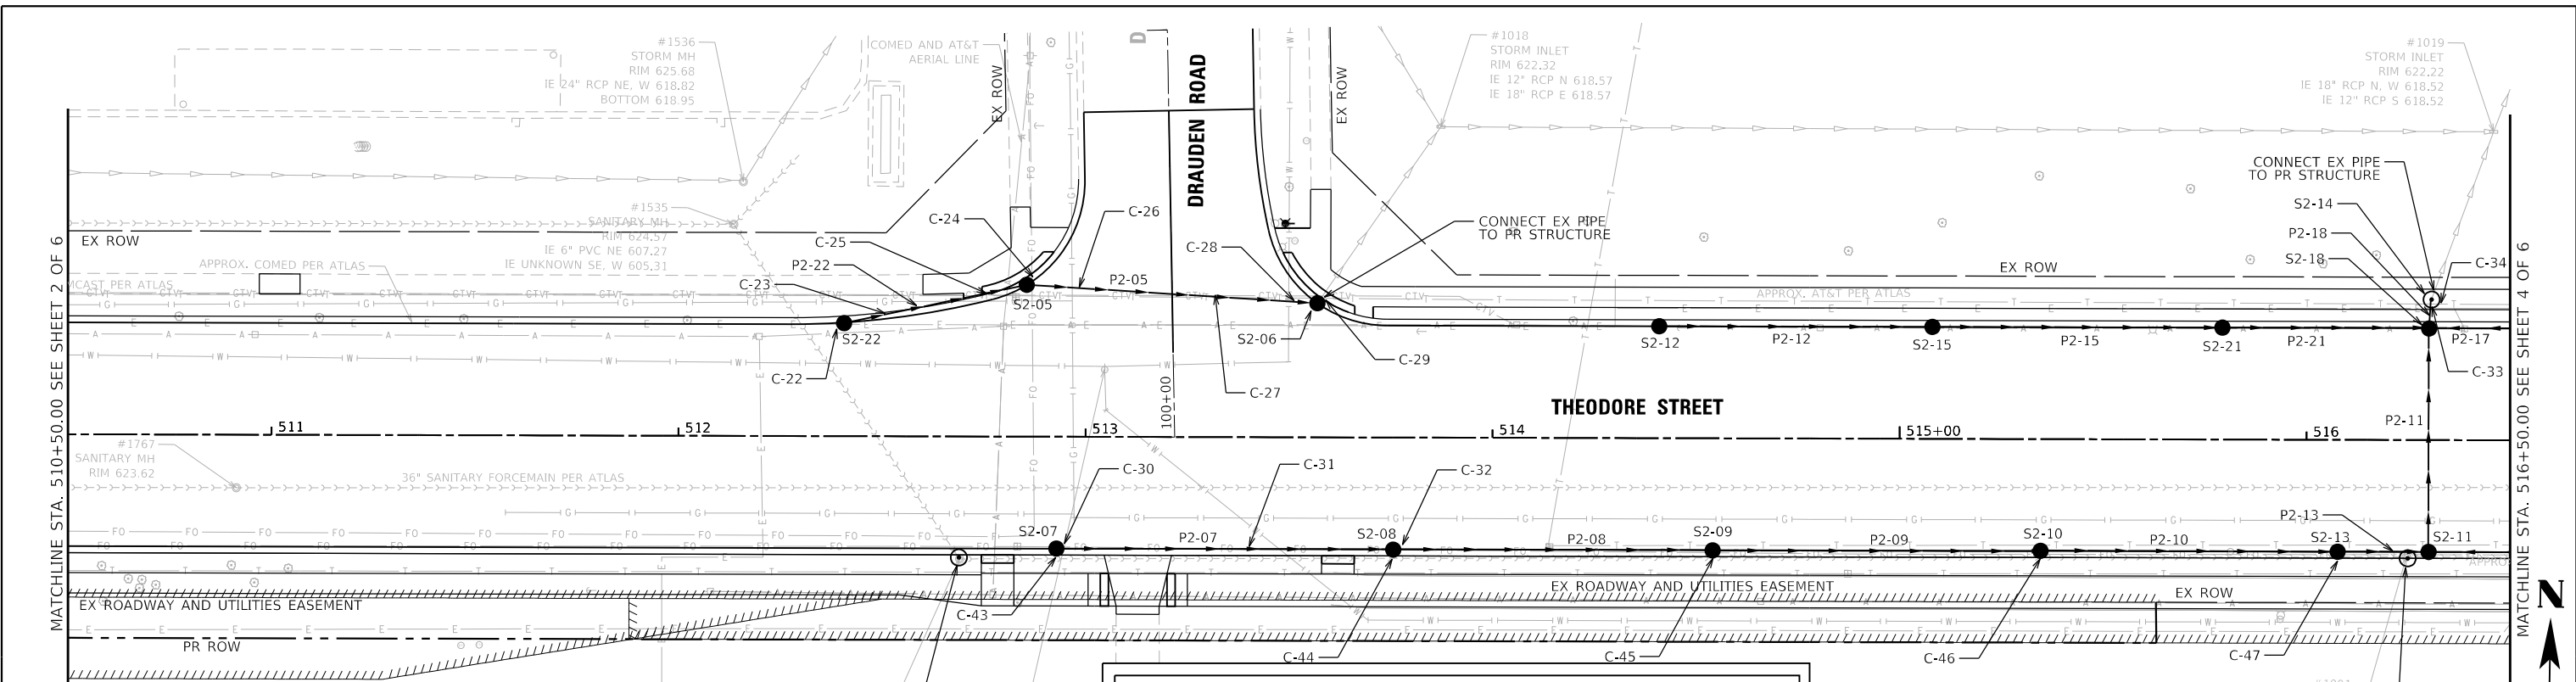 #1536
STORM MH
RIM 625.68
IE 24" RCP NE, W 618.82
BOTTOM 618.95
COMED AND AT&T
AERIAL LINE
EX ROW
D
DRAUDEN ROAD
EX ROW
#1018
STORM INLET
RIM 622.32
IE 12" RCP N 618.57
IE 18" RCP E 618.57
#1019
STORM INLET
RIM 622.22
IE 18" RCP N, W 618.52
IE 12" RCP S 618.52
CONNECT EX PIPE
TO PR STRUCTURE
S2-14
P2-18
S2-18
C-34
#1535
SANITARY MH
RIM 624.57
IE 6" PVC NE 607.27
IE UNKNOWN SE, W 605.31
C-24
C-26
C-25
P2-22
C-23
C-28
CONNECT EX PIPE
TO PR STRUCTURE
EX ROW
EX ROW
APPROX. COMED PER ATLAS
MCAST PER ATLAS
P2-05
S2-05
APPROX. AT&T PER ATLAS
S2-22
C-22
S2-06
C-29
C-27
S2-12
P2-12
S2-15
P2-15
S2-21
P2-21
P2-17
C-33
100+00
THEODORE STREET
P2-11
511
512
513
514
515+00
516
#1767
SANITARY MH
RIM 623.62
36" SANITARY FORCEMAIN PER ATLAS
C-30
C-31
C-32
S2-07
P2-07
S2-08
P2-08
S2-09
P2-09
S2-10
P2-10
P2-13
S2-13
S2-11
APPRO
EX ROADWAY AND UTILITIES EASEMENT
EX ROADWAY AND UTILITIES EASEMENT
EX ROW
C-43
C-44
C-45
C-46
C-47
PR ROW
MATCHLINE STA. 510+50.00 SEE SHEET 2 OF 6
MATCHLINE STA. 516+50.00 SEE SHEET 4 OF 6
N